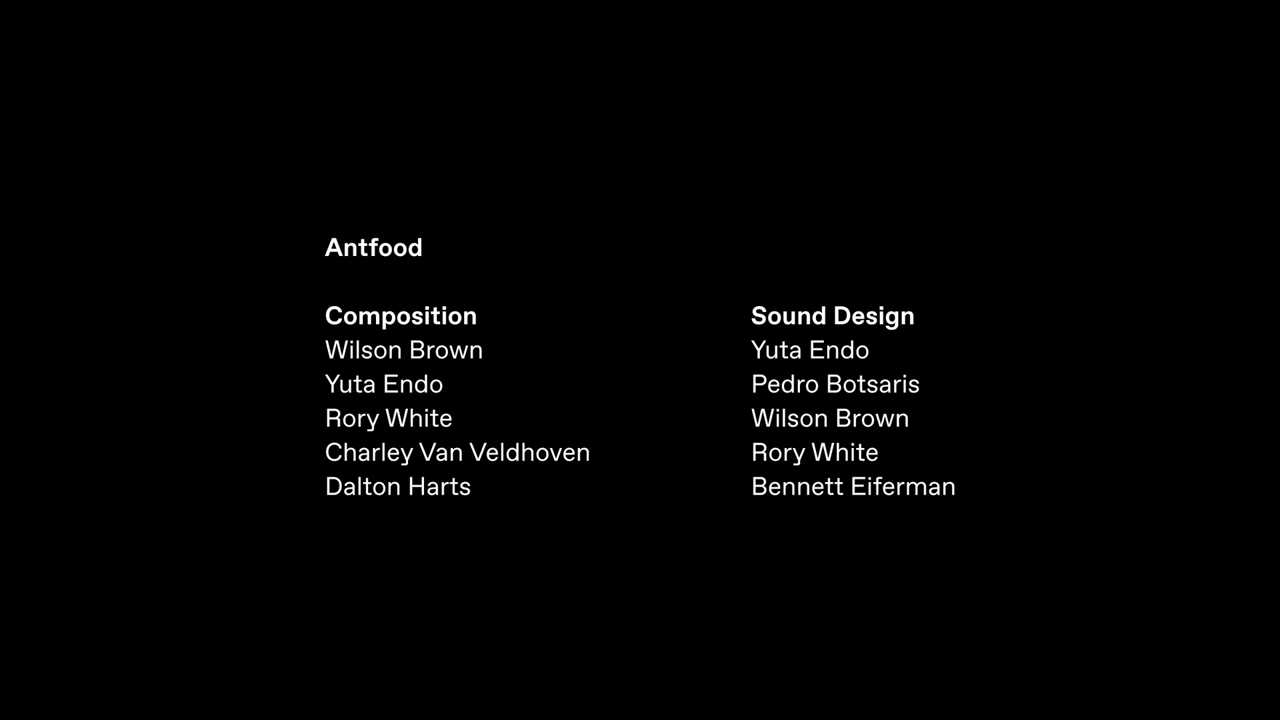 Antfood
Composition
Wilson Brown
Yuta Endo
Rory White
Charley Van Veldhoven
Dalton Harts
Sound Design
Yuta Endo
Pedro Botsaris
Wilson Brown
Rory White
Bennett Eiferman